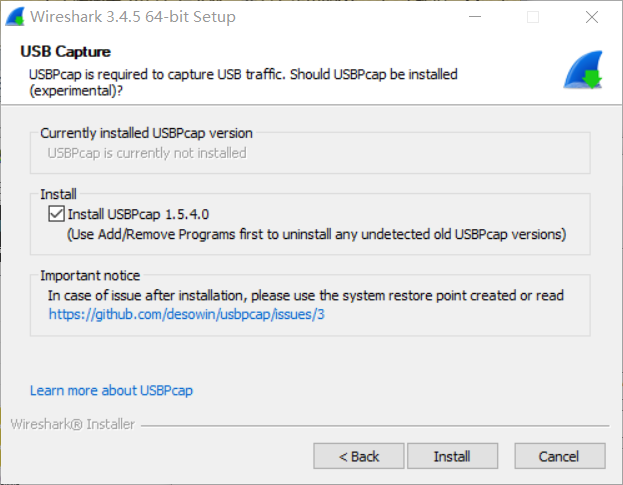 Wireshark 3.4.5 64-bit Setup
USB Capture
USBPcap is required to capture USB traffic. Should USBPcap be installed
(experimental)?
Currently installed USBPcap version
USBPcap is currently not installed
Install
Install USBPcap 1.5.4.0
(Use Add/Remove Programs first to uninstall any undetected old USBPcap versions)
Important notice
In case of issue after installation, please use the system restore point created or read
https://github.com/desowin/usbpcap/issues/3
Learn more about USBPcap
Wireshark® Installer
< Back Install Cancel